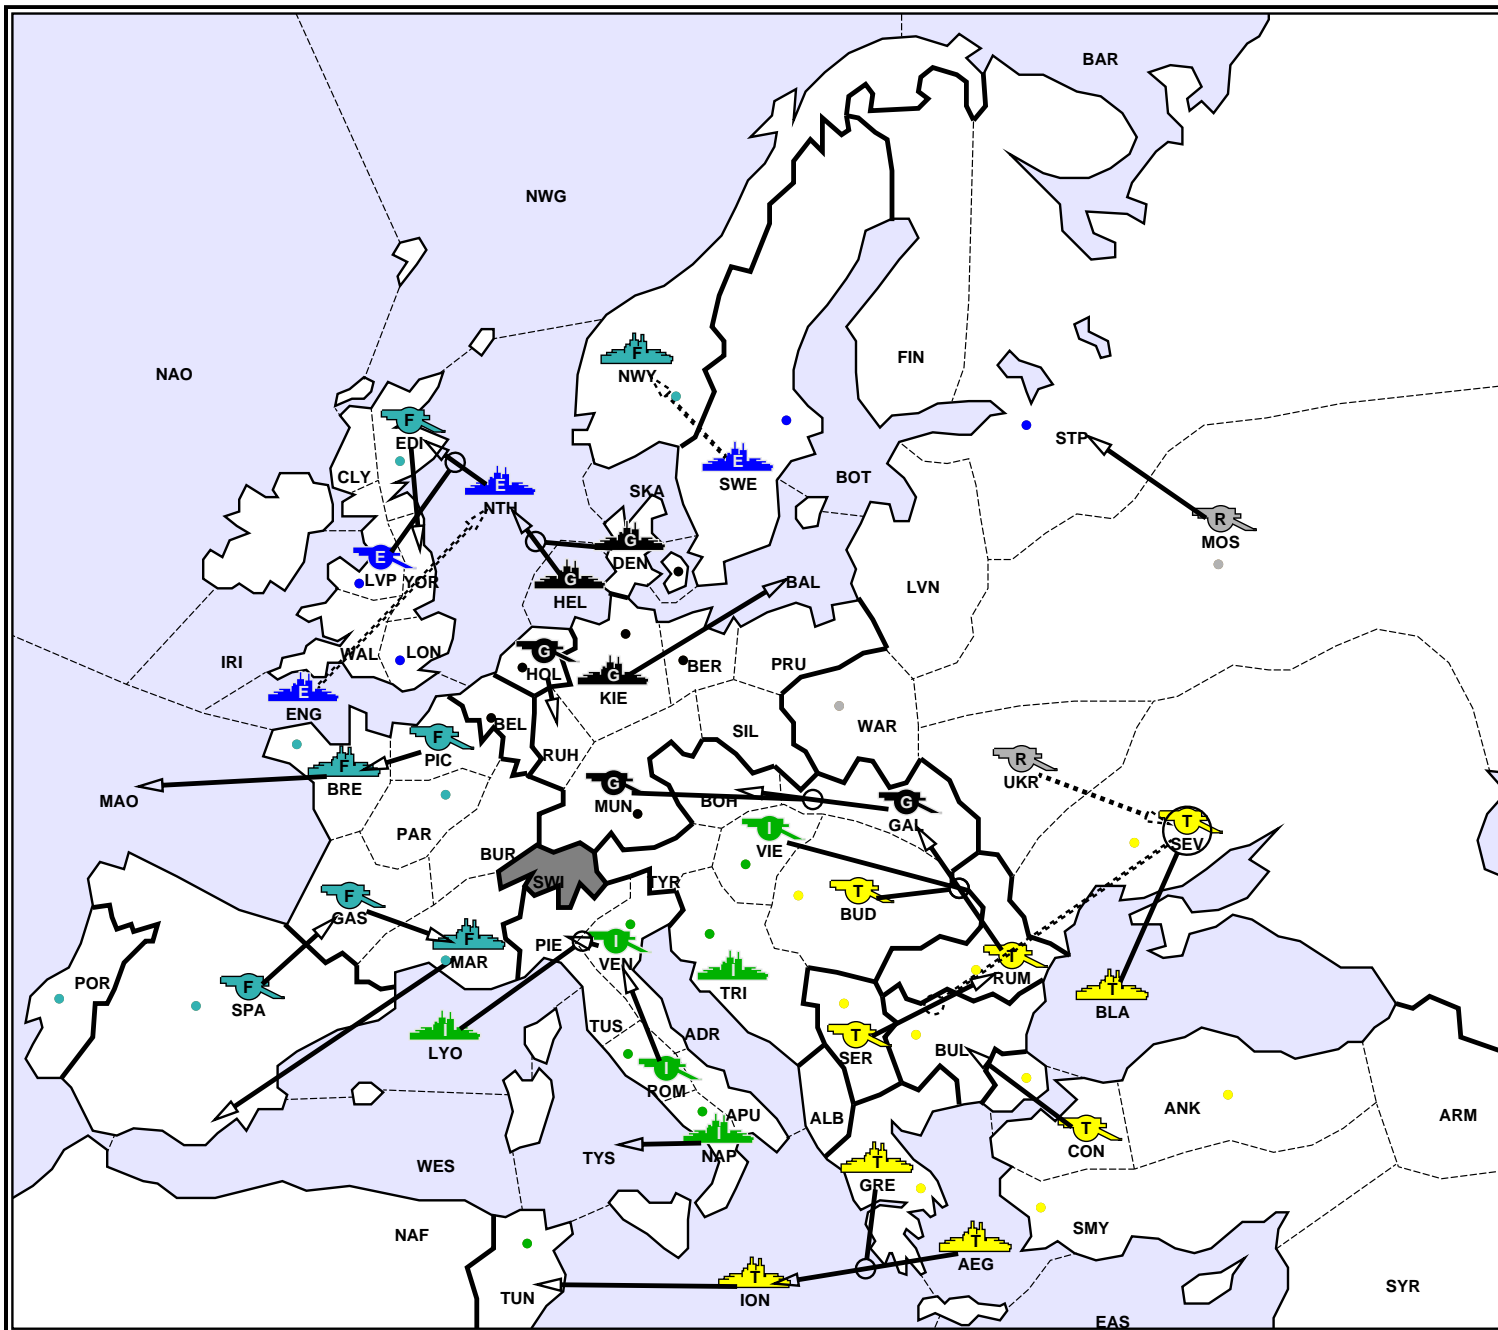 BAR
NWG
F
NWY
FIN
NAO
F
EDI
STP
E
SWE
CLY
E
NTH
SKA
BOT
R
MOS
G
DEN
E
LVP
YOR
G
HEL
BAL
LVN
IRI
WAL
LON
G
HOL
BER
PRU
G
KIE
E
ENG
BEL
RUH
SIL
WAR
F
PIC
F
BRE
R
UKR
MAO
G
MUN
BOH
G
GAL
T
SEV
PAR
I
VIE
BUR
SWI
TYR
F
GAS
T
BUD
F
MAR
PIE
I
VEN
T
RUM
POR
F
SPA
I
TRI
T
BLA
I
LYO
TUS
ADR
T
SER
BUL
I
ROM
APU
ALB
ANK
ARM
T
CON
I
NAP
TYS
WES
T
GRE
SMY
NAF
T
AEG
T
ION
TUN
SYR
EAS